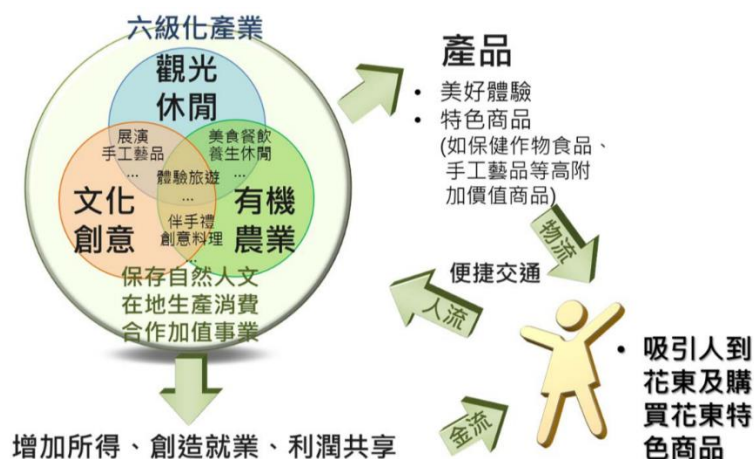 六級化產業
觀光
休閒
展演
手工藝品
...
美食餐飲
養生休閒
...
體驗旅遊
...
文化
創意
有機
農業
伴手禮
創意料理
...
保存自然人文
在地生產消費
合作加值事業
增加所得、創造就業、利潤共享
產品
• 美好體驗
• 特色商品
(如保健作物食品、
手工藝品等高附
加價值商品)
物流
便捷交通
人流
金流
• 吸引人到
花東及購
買花東特
色商品